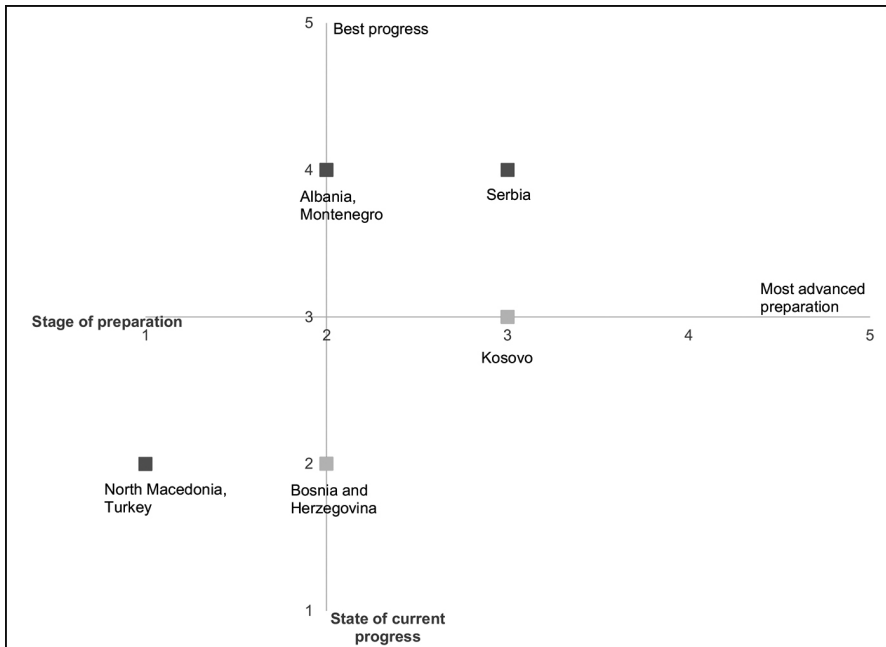 5
Best progress
4
Albania,
Montenegro
Serbia
Most advanced
preparation
Stage of preparation
3
1
2
3
4
5
Kosovo
2
North Macedonia,
Turkey
Bosnia and
Herzegovina
1
State of current
progress